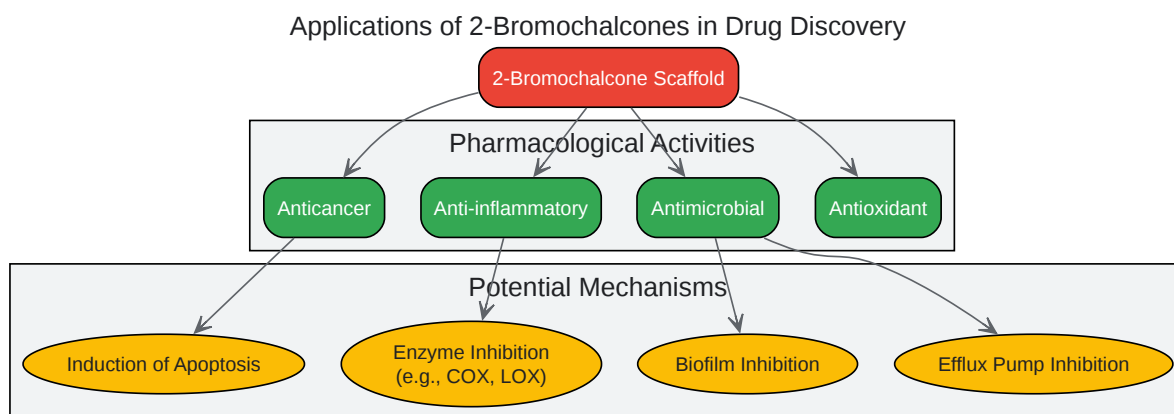 Applications of 2-Bromochalcones in Drug Discovery
2-Bromochalcone Scaffold
Pharmacological Activities
Anticancer
Anti-inflammatory
Antimicrobial
Antioxidant
Potential Mechanisms
Induction of Apoptosis
Enzyme Inhibition
(e.g., COX, LOX)
Biofilm Inhibition
Efflux Pump Inhibition